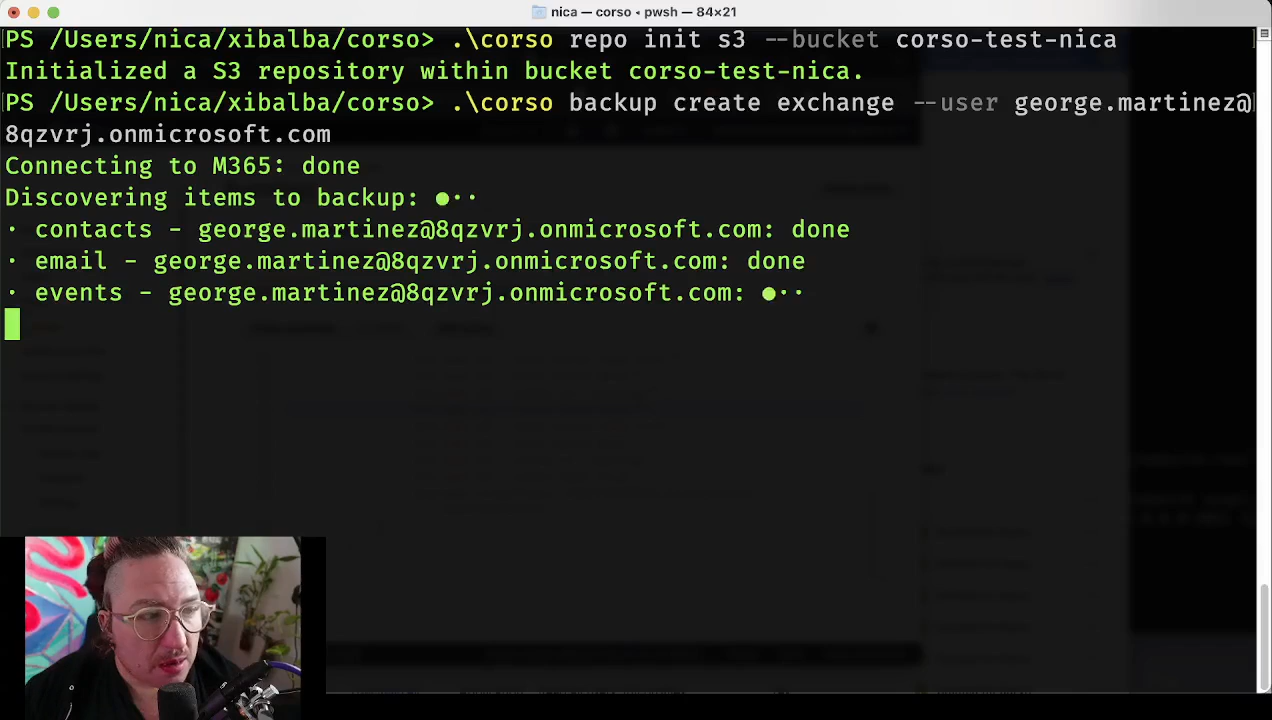 nica — corso • pwsh — 84×21
PS /Users/nica/xibalba/corso> .\corso repo init s3 --bucket corso-test-nica
Initialized a S3 repository within bucket corso-test-nica.
PS /Users/nica/xibalba/corso> .\corso backup create exchange --user george.martinez@
8qzvrj.onmicrosoft.com
Connecting to M365: done
Discovering items to backup: ●··
· contacts - george.martinez@8qzvrj.onmicrosoft.com: done
· email - george.martinez@8qzvrj.onmicrosoft.com: done
· events - george.martinez@8qzvrj.onmicrosoft.com: ●··